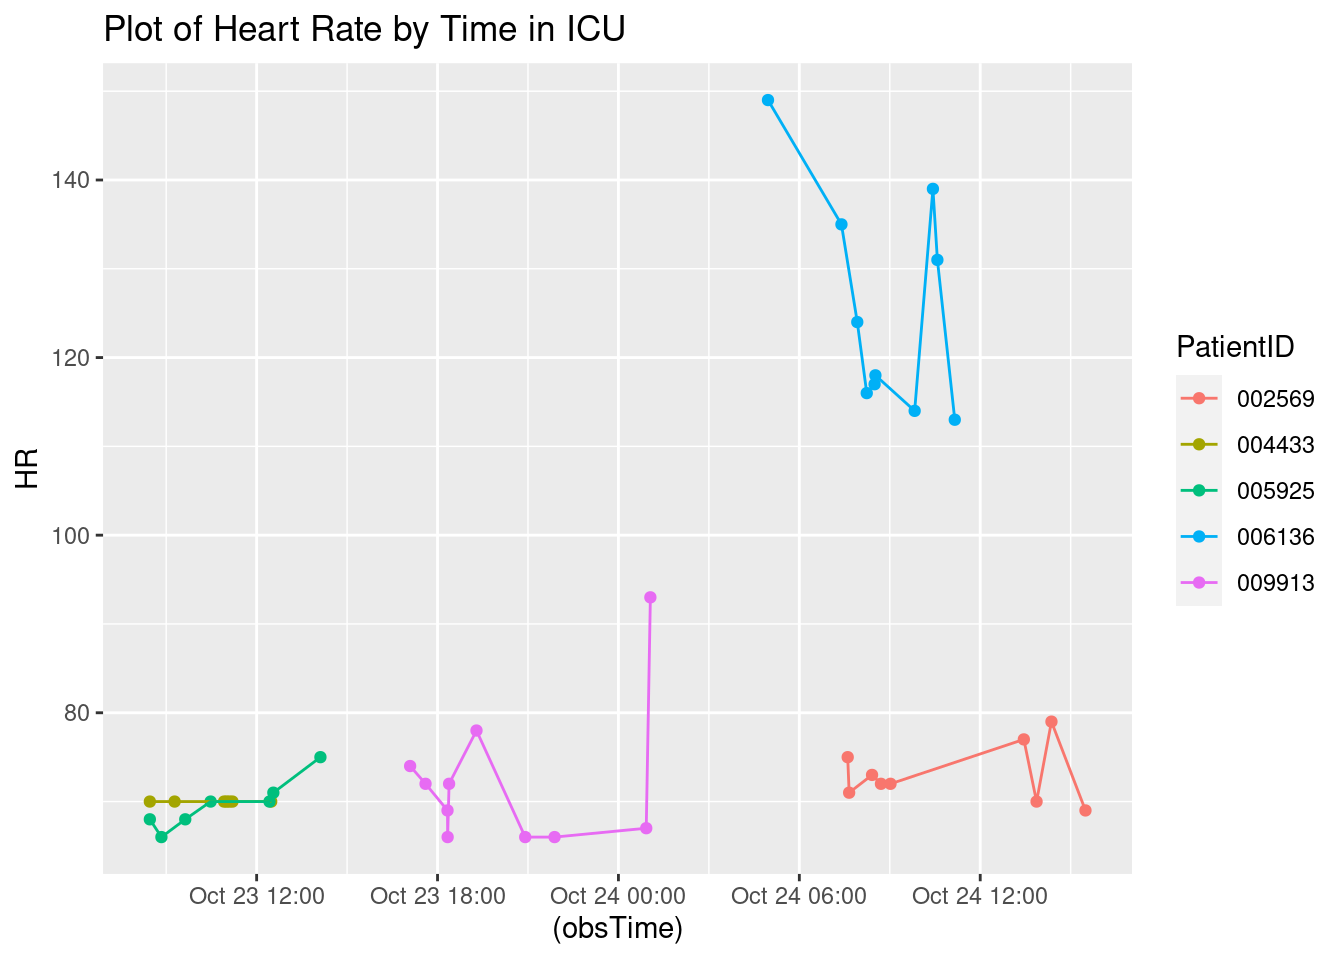 Plot of Heart Rate by Time in ICU
HR
140
120
100
80
Oct 23 12:00 Oct 23 18:00 Oct 24 00:00 Oct 24 06:00 Oct 24 12:00
(obsTime)
PatientID
002569
004433
005925
006136
009913